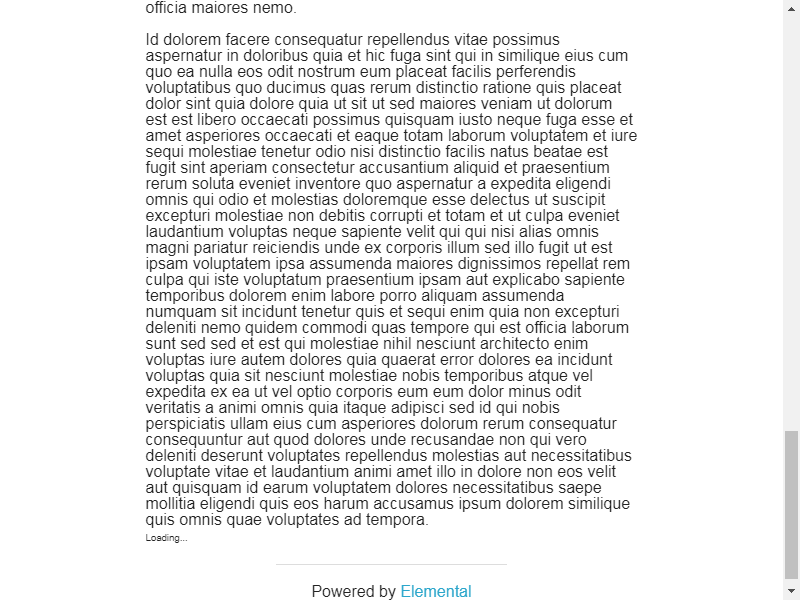 officia maiores nemo.
Id dolorem facere consequatur repellendus vitae possimus
aspernatur in doloribus quia et hic fuga sint qui in similique eius cum
quo ea nulla eos odit nostrum eum placeat facilis perferendis
voluptatibus quo ducimus quas rerum distinctio ratione quis placeat
dolor sint quia dolore quia ut sit ut sed maiores veniam ut dolorum
est est libero occaecati possimus quisquam iusto neque fuga esse et
amet asperiores occaecati et eaque totam laborum voluptatem et iure
sequi molestiae tenetur odio nisi distinctio facilis natus beatae est
fugit sint aperiam consectetur accusantium aliquid et praesentium
rerum soluta eveniet inventore quo aspernatur a expedita eligendi
omnis qui odio et molestias doloremque esse delectus ut suscipit
excepturi molestiae non debitis corrupti et totam et ut culpa eveniet
laudantium voluptas neque sapiente velit qui qui nisi alias omnis
magni pariatur reiciendis unde ex corporis illum sed illo fugit ut est
ipsam voluptatem ipsa assumenda maiores dignissimos repellat rem
culpa qui iste voluptatum praesentium ipsam aut explicabo sapiente
temporibus dolorem enim labore porro aliquam assumenda
numquam sit incidunt tenetur quis et sequi enim quia non excepturi
deleniti nemo quidem commodi quas tempore qui est officia laborum
sunt sed sed et est qui molestiae nihil nesciunt architecto enim
voluptas iure autem dolores quia quaerat error dolores ea incidunt
voluptas quia sit nesciunt molestiae nobis temporibus atque vel
expedita ex ea ut vel optio corporis eum eum dolor minus odit
veritatis a animi omnis quia itaque adipisci sed id qui nobis
perspiciatis ullam eius cum asperiores dolorum rerum consequatur
consequuntur aut quod dolores unde recusandae non qui vero
deleniti deserunt voluptates repellendus molestias aut necessitatibus
voluptate vitae et laudantium animi amet illo in dolore non eos velit
aut quisquam id earum voluptatem dolores necessitatibus saepe
mollitia eligendi quis eos harum accusamus ipsum dolorem similique
quis omnis quae voluptates ad tempora.
Loading...
Powered by Elemental